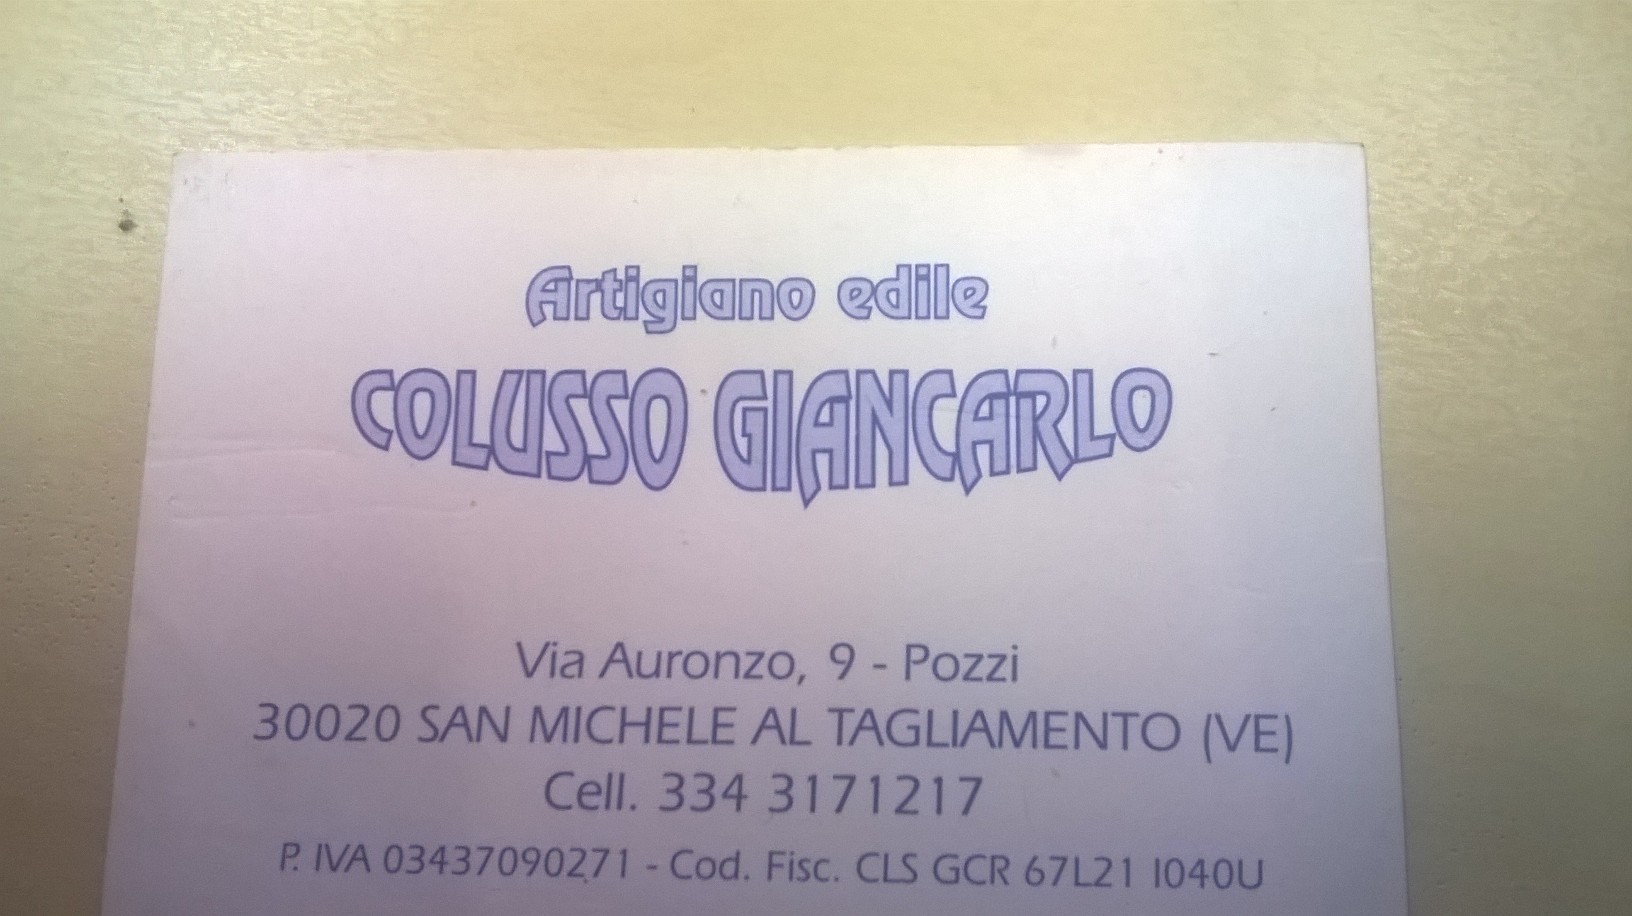 Artigiano edile
COLUSSO GIANCARLO
Via Auronzo, 9 - Pozzi
30020 SAN MICHELE AL TAGLIAMENTO (VE)
Cell. 334 3171217
P. IVA 03437090271 - Cod. Fisc. CLS GCR 67L21 I040U